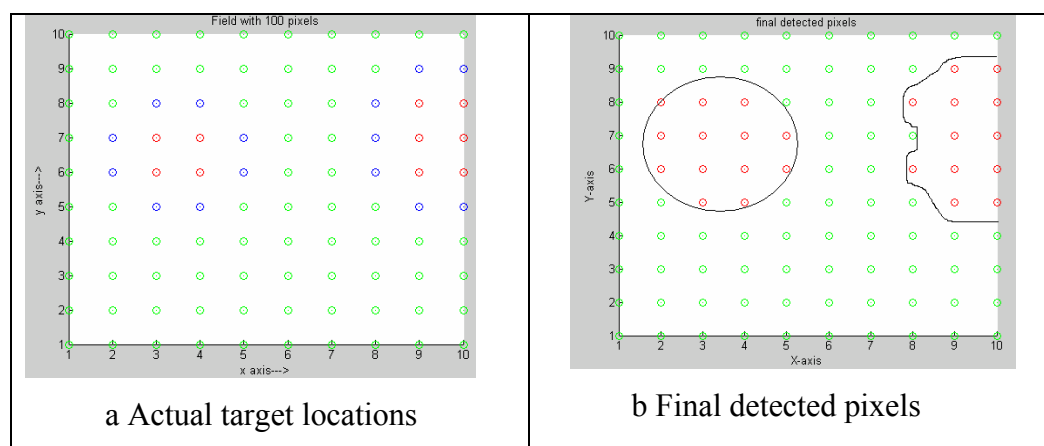 Field with 100 pixels
10
9
8
7
6
5
4
3
2
1
y axis--->
1 2 3 4 5 6 7 8 9 10
x axis--->
a Actual target locations
final detected pixels
10
9
8
7
6
5
4
3
2
1
Y-axis
1 2 3 4 5 6 7 8 9 10
X-axis
b Final detected pixels